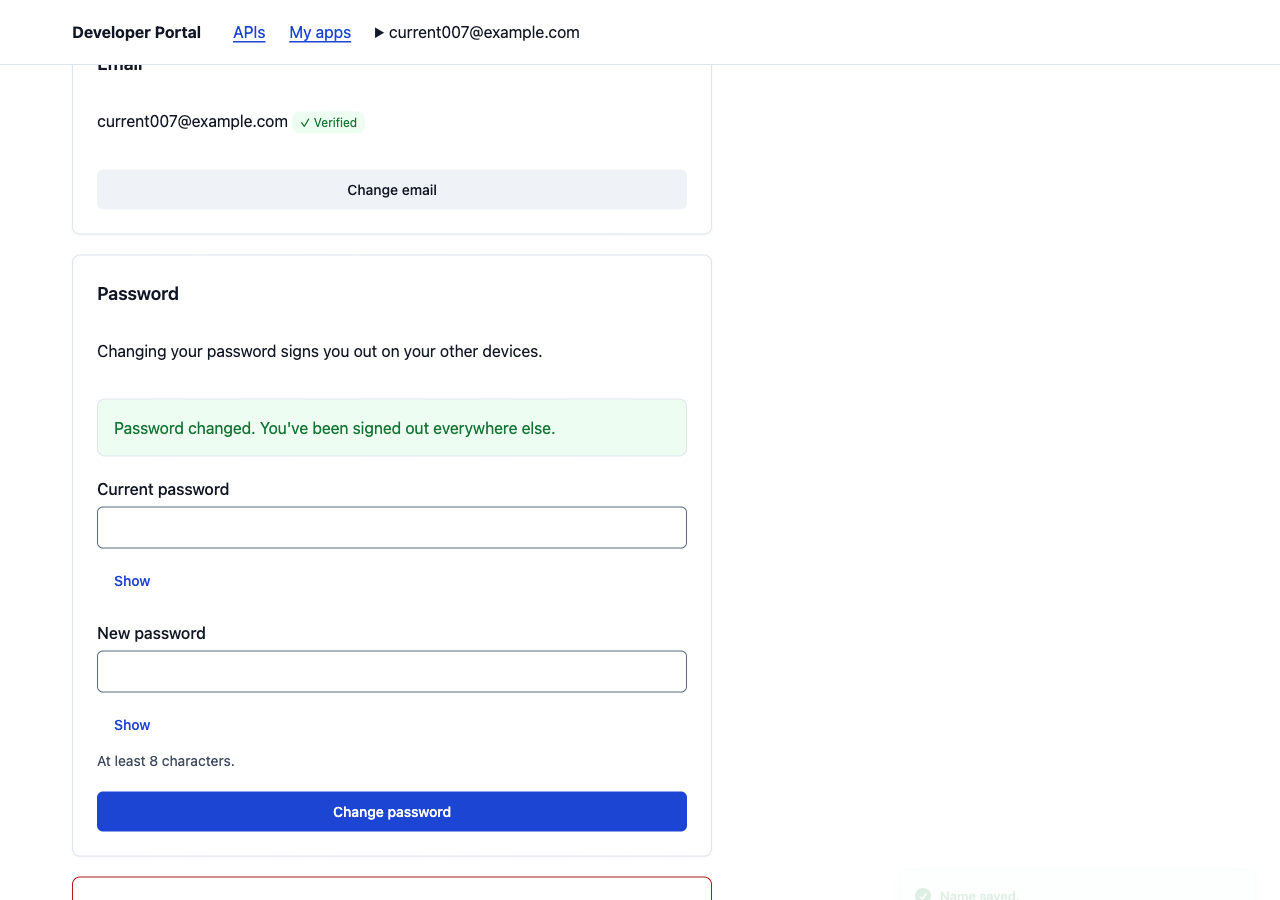 Developer Portal APIs My apps ▶ current007@example.com
Email
current007@example.com ✓ Verified
Change email
Password
Changing your password signs you out on your other devices.
Password changed. You've been signed out everywhere else.
Current password
Show
New password
Show
At least 8 characters.
Change password
Name saved.